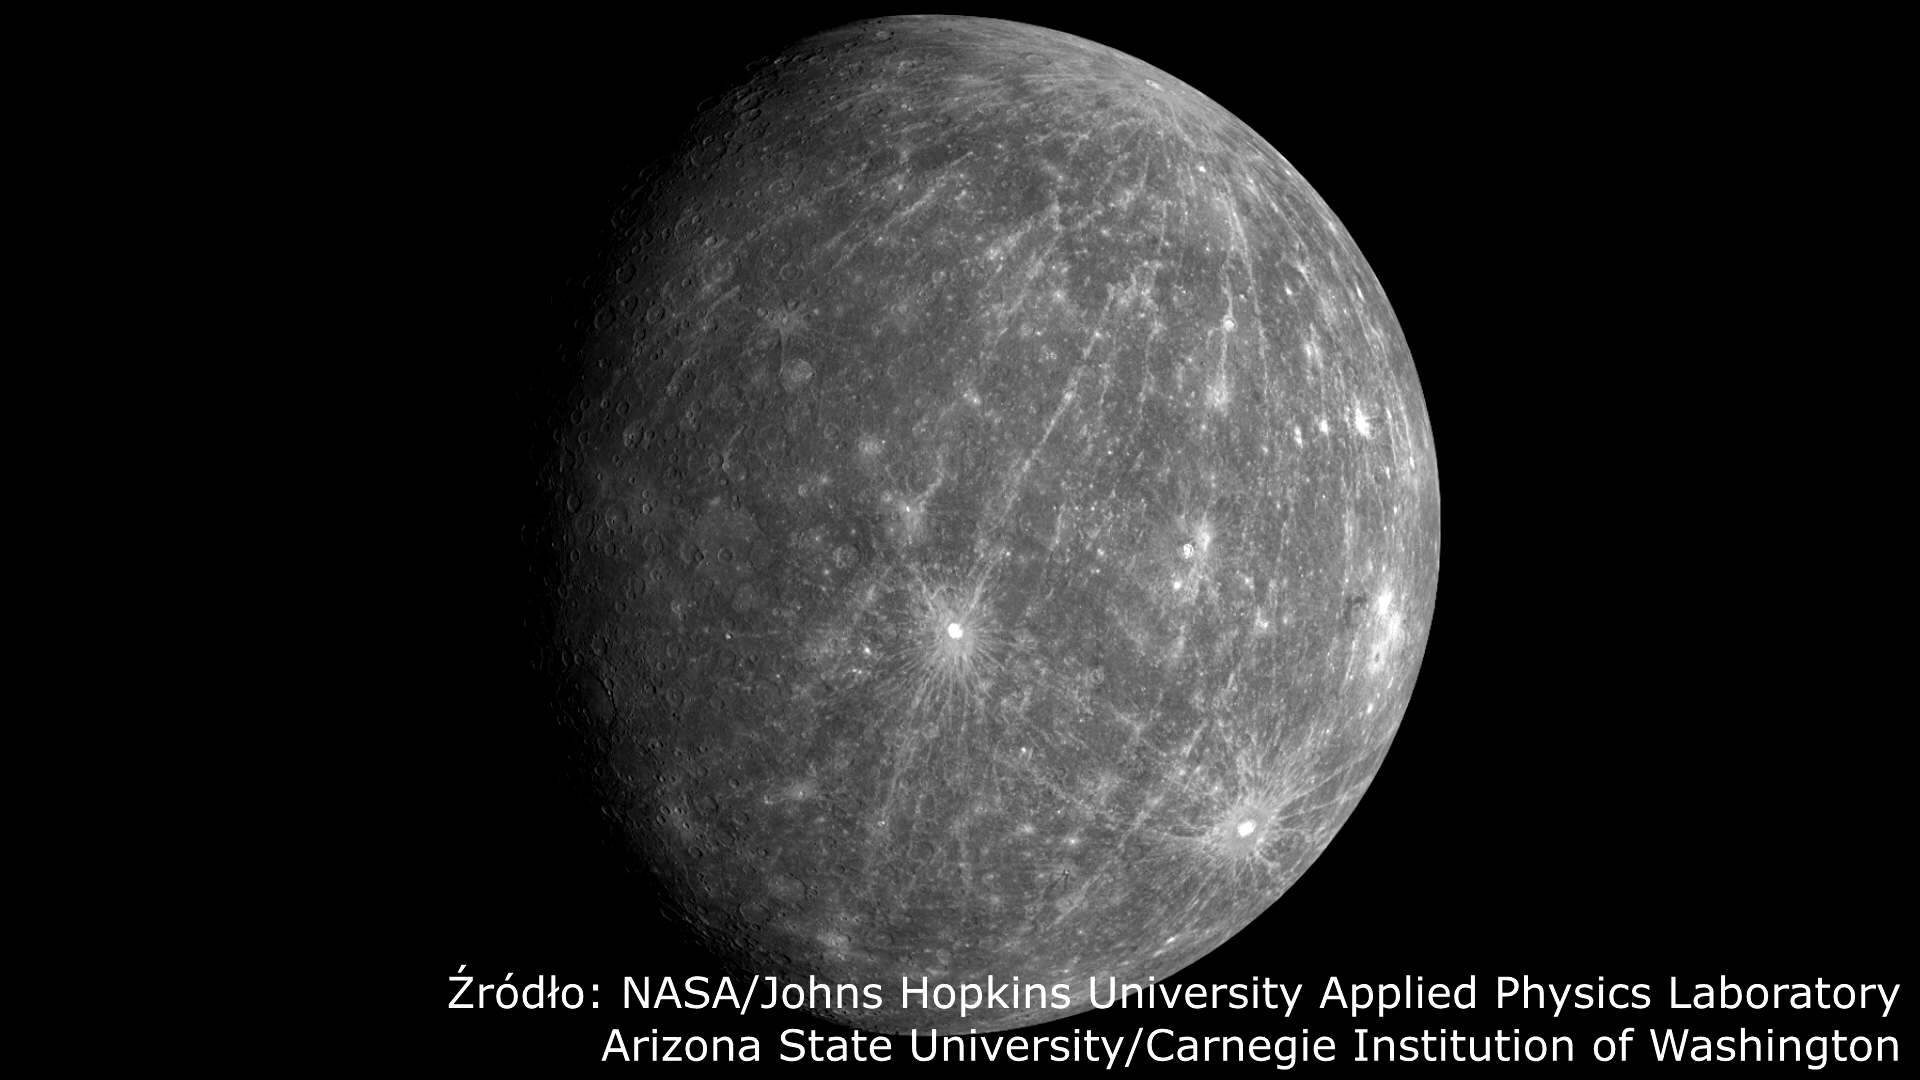 Źródło: NASA/Johns Hopkins University Applied Physics Laboratory
Arizona State University/Carnegie Institution of Washington